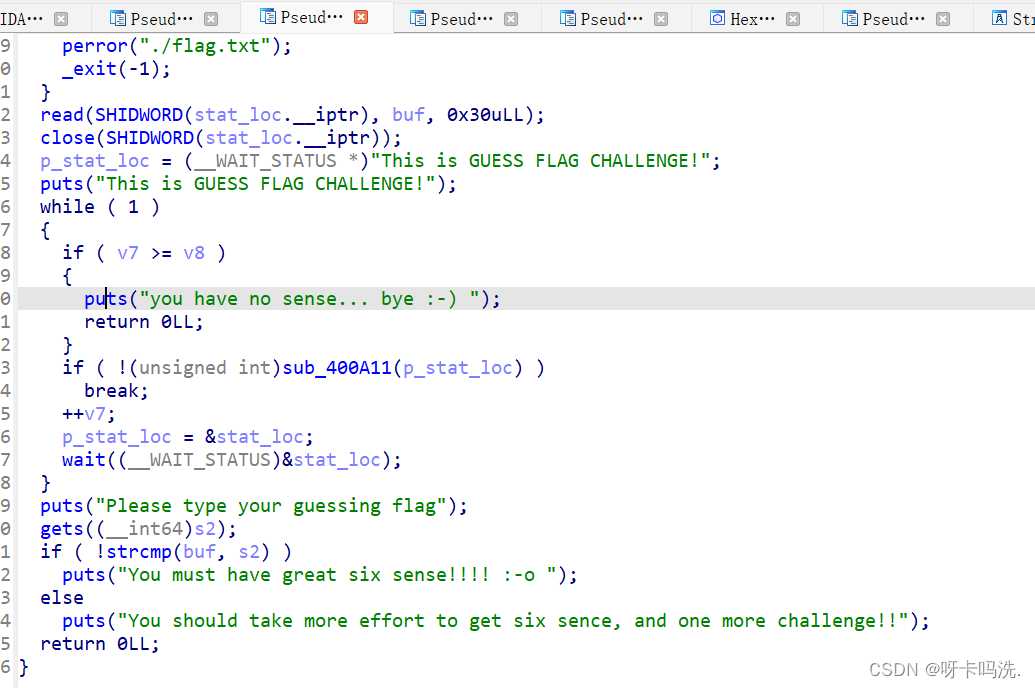 IDA··· Pseud··· Pseud··· Pseud··· Pseud··· Hex··· Pseud··· Str
9 perror("./flag.txt");
0 _exit(-1);
1 }
2 read(SHIDWORD(stat_loc.__iptr), buf, 0x30uLL);
3 close(SHIDWORD(stat_loc.__iptr));
4 p_stat_loc = (__WAIT_STATUS *)"This is GUESS FLAG CHALLENGE!";
5 puts("This is GUESS FLAG CHALLENGE!");
6 while ( 1 )
7 {
8 if ( v7 >= v8 )
9 {
0 puts("you have no sense... bye :-) ");
1 return 0LL;
2 }
3 if ( !(unsigned int)sub_400A11(p_stat_loc) )
4 break;
5 ++v7;
6 p_stat_loc = &stat_loc;
7 wait((__WAIT_STATUS)&stat_loc);
8 }
9 puts("Please type your guessing flag");
0 gets((__int64)s2);
1 if ( !strcmp(buf, s2) )
2 puts("You must have great six sense!!!! :-o ");
3 else
4 puts("You should take more effort to get six sence, and one more challenge!!");
5 return 0LL;
6 }
CSDN @呀卡吗洗.